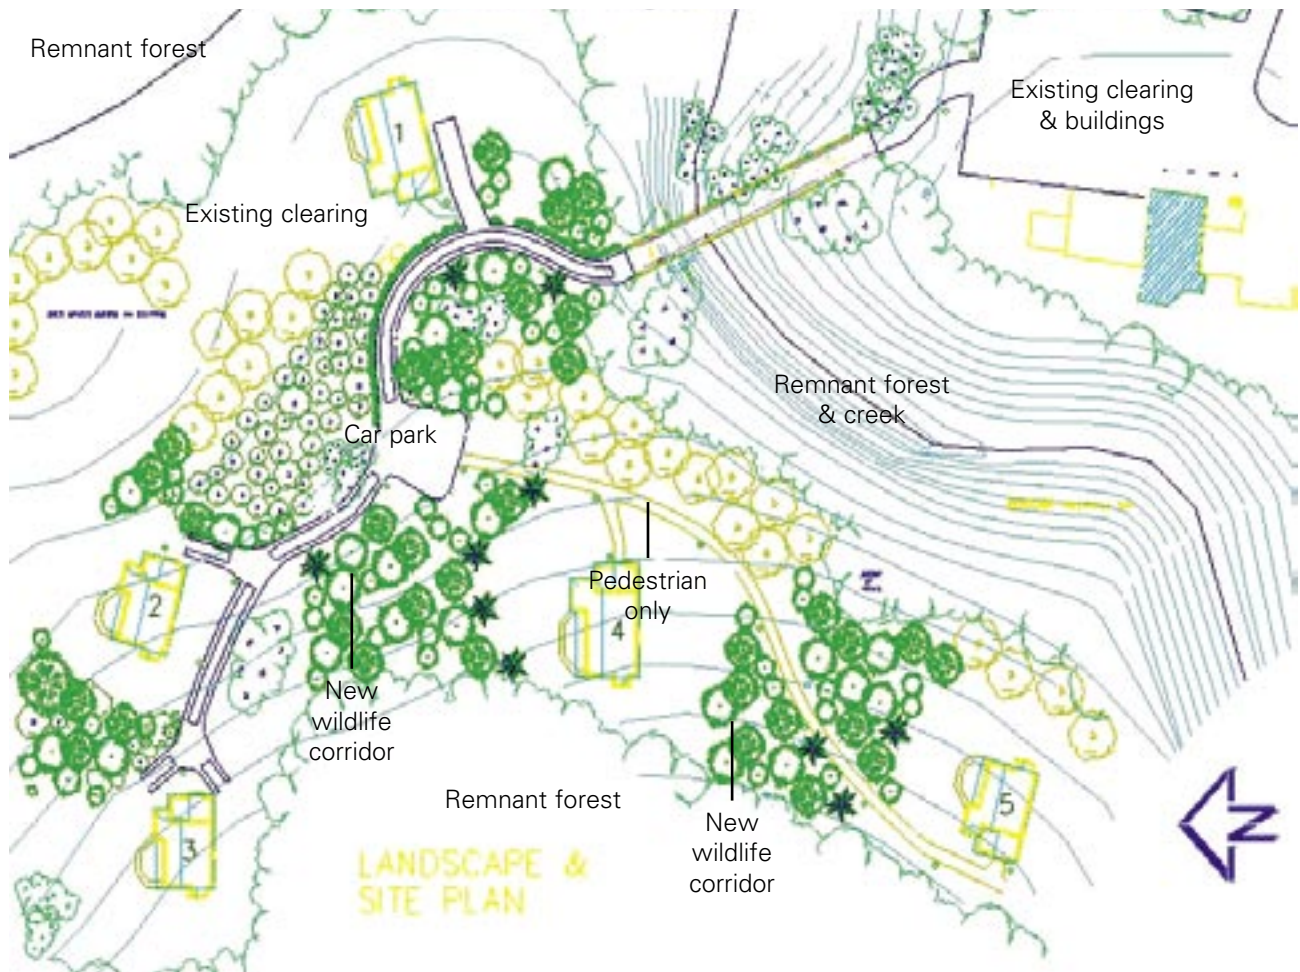 Remnant forest
Existing clearing
& buildings
1
Existing clearing
Remnant forest
& creek
Car park
Pedestrian
only
2
4
New
wildlife
corridor
Remnant forest
5
New
wildlife
corridor
3
LANDSCAPE &
SITE PLAN
N